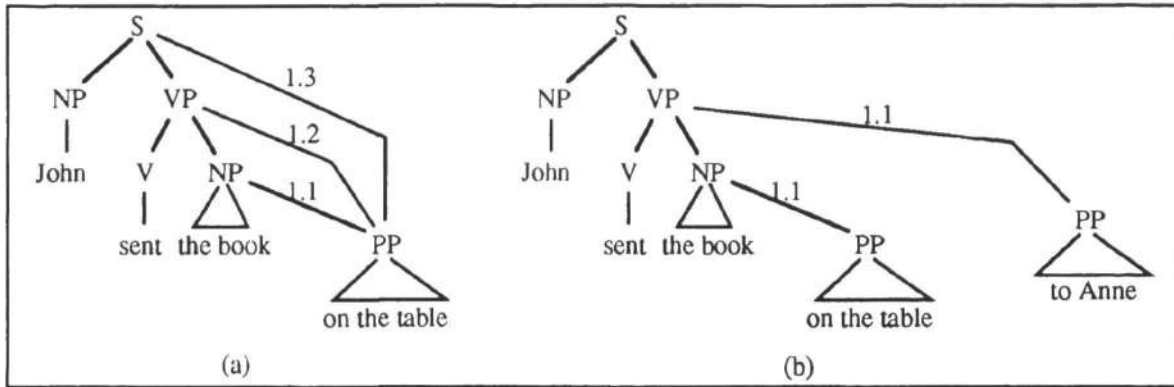 S S
1.3
NP VP NP VP 1.1
1.2
John V NP John V NP 1.1
1.1
sent the book PP sent the book PP PP
to Anne
on the table on the table
(a) (b)